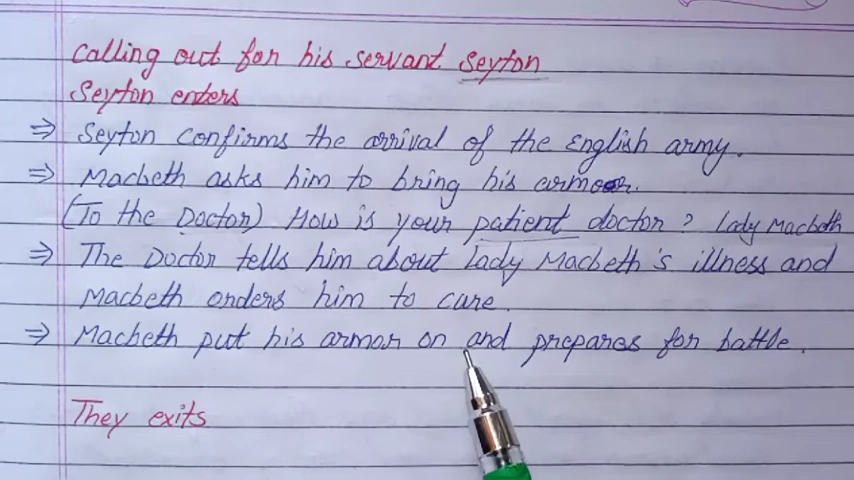 Calling out for his servant Seyton
Seyton enters
⇒ Seyton confirms the arrival of the English army.
⇒ Macbeth asks him to bring his armor.
(To the Doctor) How is your patient doctor? Lady Macbeth
⇒ The Doctor tells him about Lady Macbeth's illness and
Macbeth orders him to cure.
⇒ Macbeth put his armor on and prepares for battle.
They exits